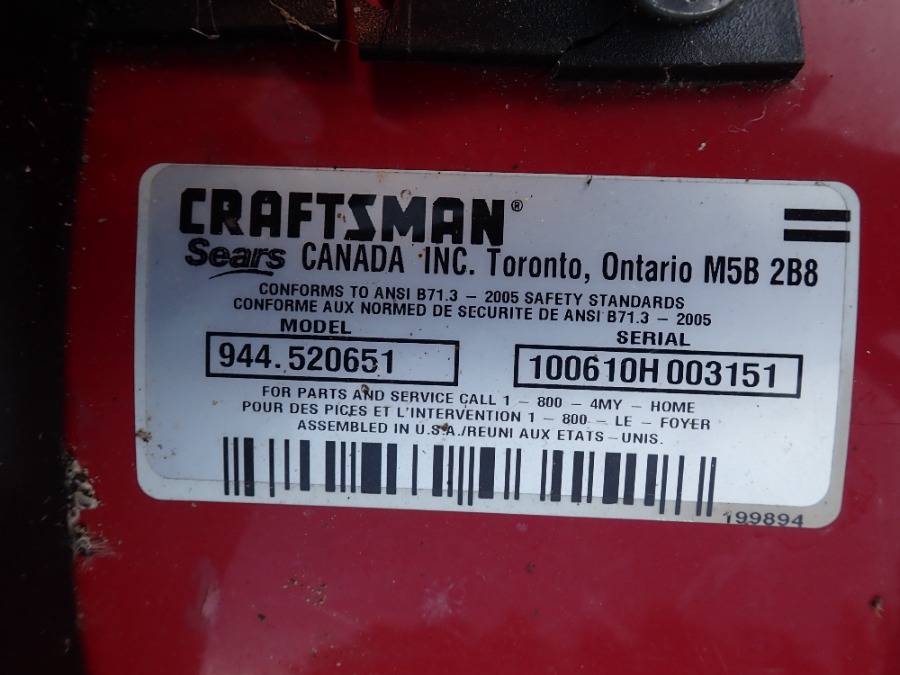 CRAFTSMAN®
Sears CANADA INC. Toronto, Ontario M5B 2B8
CONFORMS TO ANSI B71.3 – 2005 SAFETY STANDARDS
CONFORME AUX NORMED DE SECURITE DE ANSI B71.3 – 2005
MODEL SERIAL
944.520651 100610H 003151
FOR PARTS AND SERVICE CALL 1 – 800 – 4MY – HOME
POUR DES PICES ET L'INTERVENTION 1 – 800 – LE – FOYER
ASSEMBLED IN U.S.A./REUNI AUX ETATS – UNIS.
199894